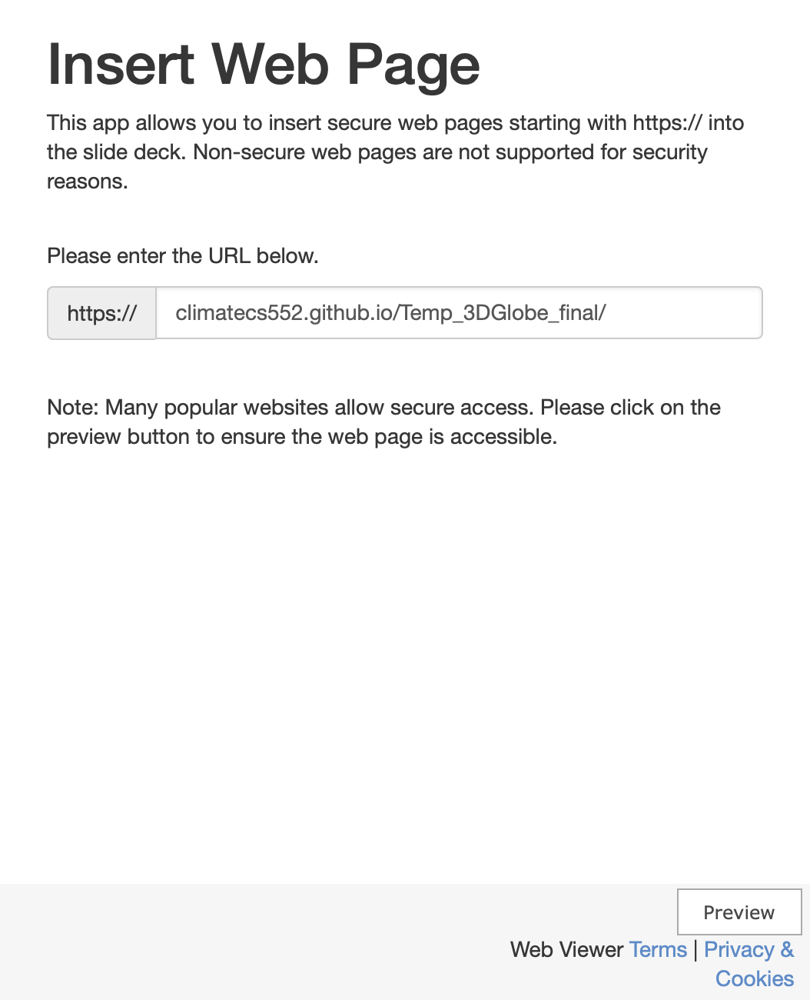 Insert Web Page
This app allows you to insert secure web pages starting with https:// into
the slide deck. Non-secure web pages are not supported for security
reasons.
Please enter the URL below.
https:// climatecs552.github.io/Temp_3DGlobe_final/
Note: Many popular websites allow secure access. Please click on the
preview button to ensure the web page is accessible.
Preview
Web Viewer Terms | Privacy &
Cookies